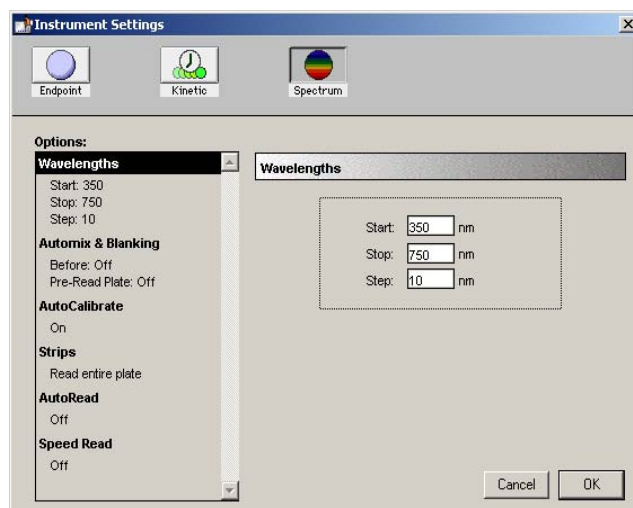 Instrument Settings
Endpoint
Kinetic
Spectrum
Options:
Wavelengths
Start: 350
Stop: 750
Step: 10
Automix & Blanking
Before: Off
Pre-Read Plate: Off
AutoCalibrate
On
Strips
Read entire plate
AutoRead
Off
Speed Read
Off
Wavelengths
Start: 350 nm
Stop: 750 nm
Step: 10 nm
Cancel
OK